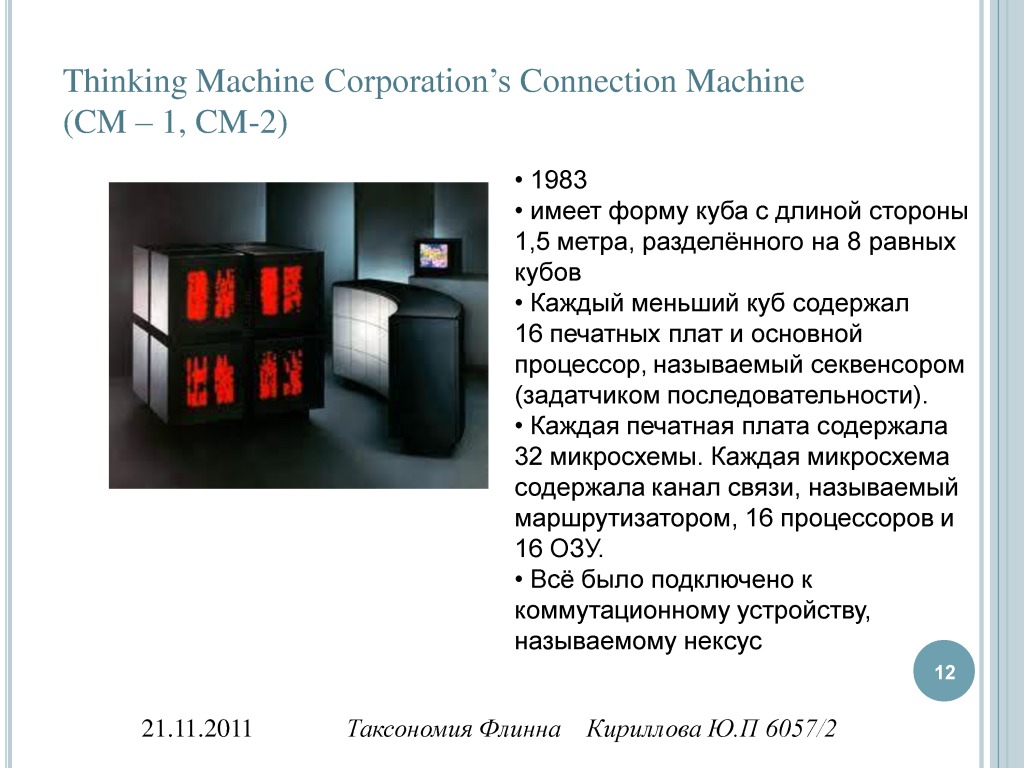 Thinking Machine Corporation’s Connection Machine
(CM – 1, CM-2)
• 1983
• имеет форму куба с длиной стороны
1,5 метра, разделённого на 8 равных
кубов
• Каждый меньший куб содержал
16 печатных плат и основной
процессор, называемый секвенсором
(задатчиком последовательности).
• Каждая печатная плата содержала
32 микросхемы. Каждая микросхема
содержала канал связи, называемый
маршрутизатором, 16 процессоров и
16 ОЗУ.
• Всё было подключено к
коммутационному устройству,
называемому нексус
12
21.11.2011 Таксономия Флинна Кириллова Ю.П 6057/2